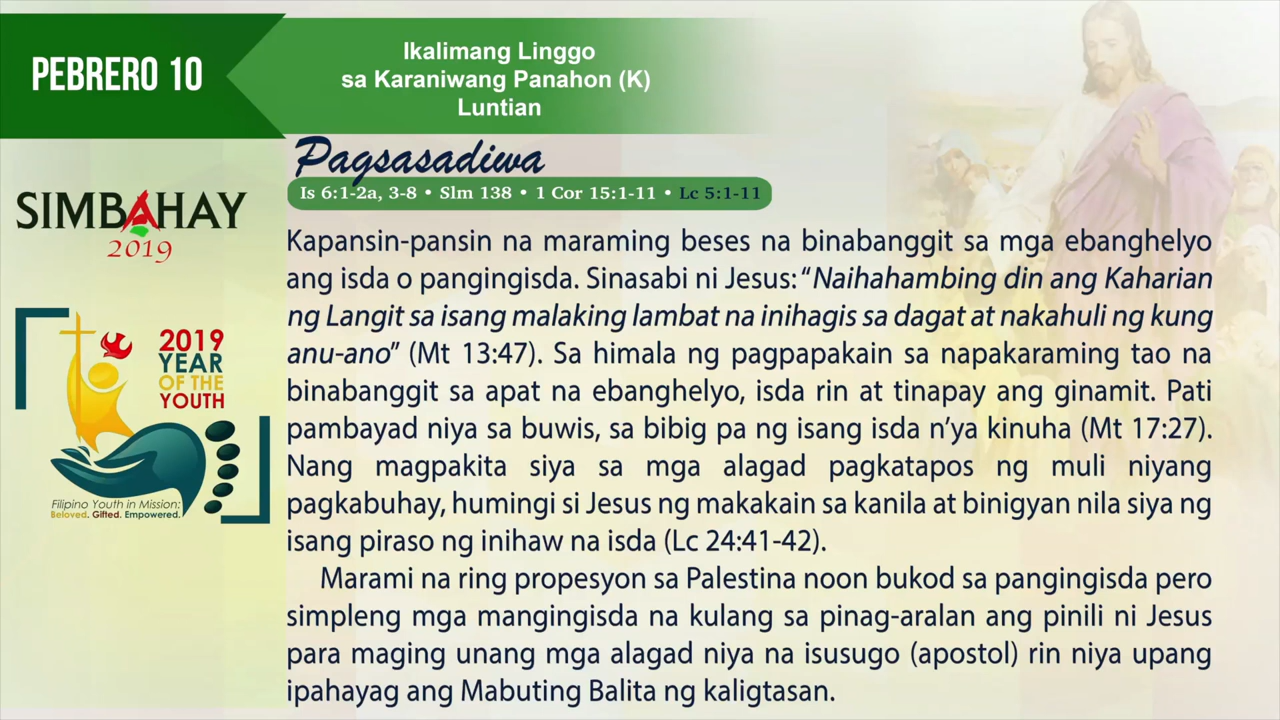 PEBRERO 10
Ikalimang Linggo
sa Karaniwang Panahon (K)
Luntian
Pagsasadiwa
Is 6:1-2a, 3-8 • Slm 138 • 1 Cor 15:1-11 • Lc 5:1-11
SIMBAHAY
2019
2019
YEAR
OF THE
YOUTH
Filipino Youth in Mission:
Beloved. Gifted. Empowered.
Kapansin-pansin na maraming beses na binabanggit sa mga ebanghelyo
ang isda o pangingisda. Sinasabi ni Jesus: “Naihahambing din ang Kaharian
ng Langit sa isang malaking lambat na inihagis sa dagat at nakahuli ng kung
anu-ano” (Mt 13:47). Sa himala ng pagpapakain sa napakaraming tao na
binabanggit sa apat na ebanghelyo, isda rin at tinapay ang ginamit. Pati
pambayad niya sa buwis, sa bibig pa ng isang isda n’ya kinuha (Mt 17:27).
Nang magpakita siya sa mga alagad pagkatapos ng muli niyang
pagkabuhay, humingi si Jesus ng makakain sa kanila at binigyan nila siya ng
isang piraso ng inihaw na isda (Lc 24:41-42).
Marami na ring propesyon sa Palestina noon bukod sa pangingisda pero
simpleng mga mangingisda na kulang sa pinag-aralan ang pinili ni Jesus
para maging unang mga alagad niya na isusugo (apostol) rin niya upang
ipahayag ang Mabuting Balita ng kaligtasan.